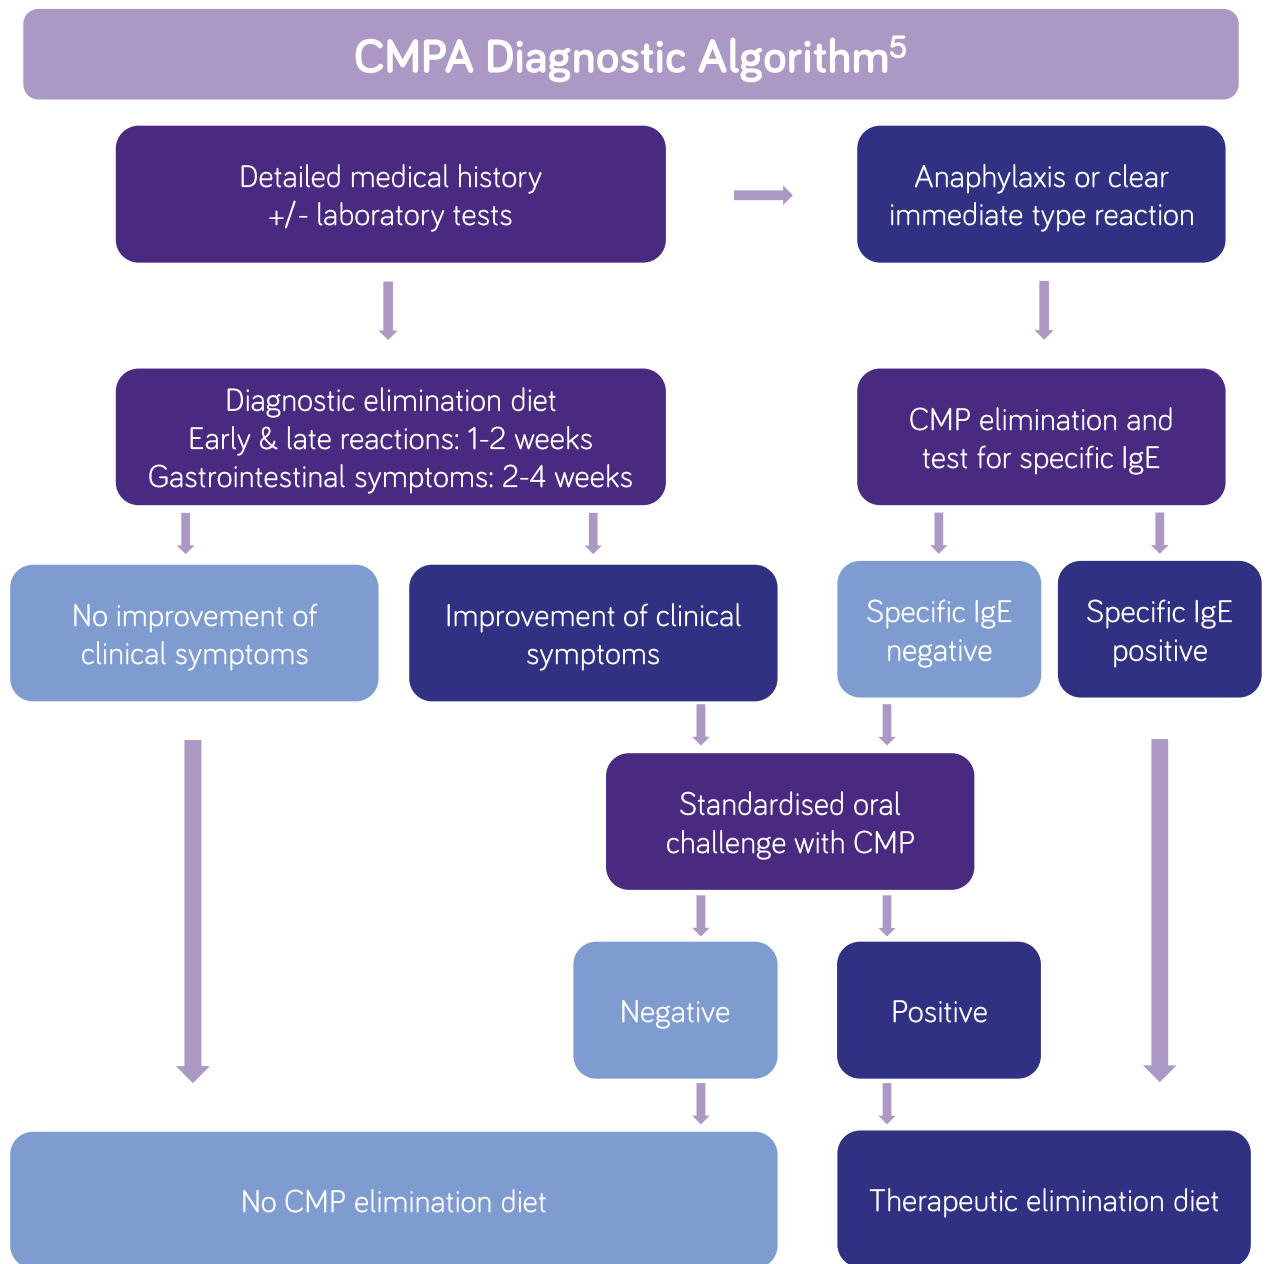 CMPA Diagnostic Algorithm⁵
Detailed medical history
+/- laboratory tests
Anaphylaxis or clear
immediate type reaction
Diagnostic elimination diet
Early & late reactions: 1-2 weeks
Gastrointestinal symptoms: 2-4 weeks
CMP elimination and
test for specific IgE
No improvement of
clinical symptoms
Improvement of clinical
symptoms
Specific IgE
negative
Specific IgE
positive
Standardised oral
challenge with CMP
Negative
Positive
No CMP elimination diet
Therapeutic elimination diet